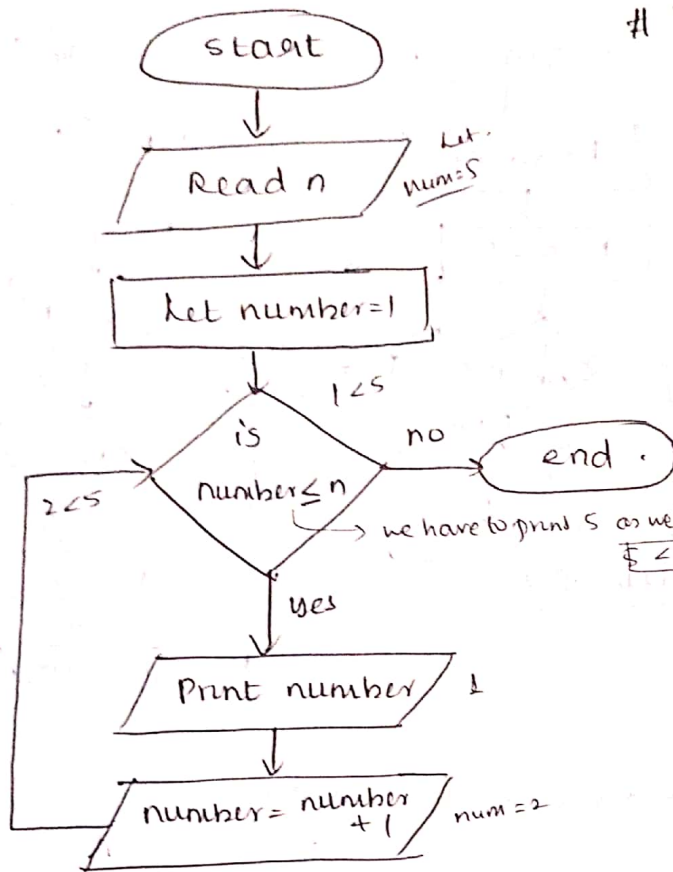 #
start
Let.
num=5
Read n
Let number=1
1<5
is
no
end.
2<5
number≤n
we have to print 5 as we
5 <
yes
Print number
1
number= number
+1
num=2